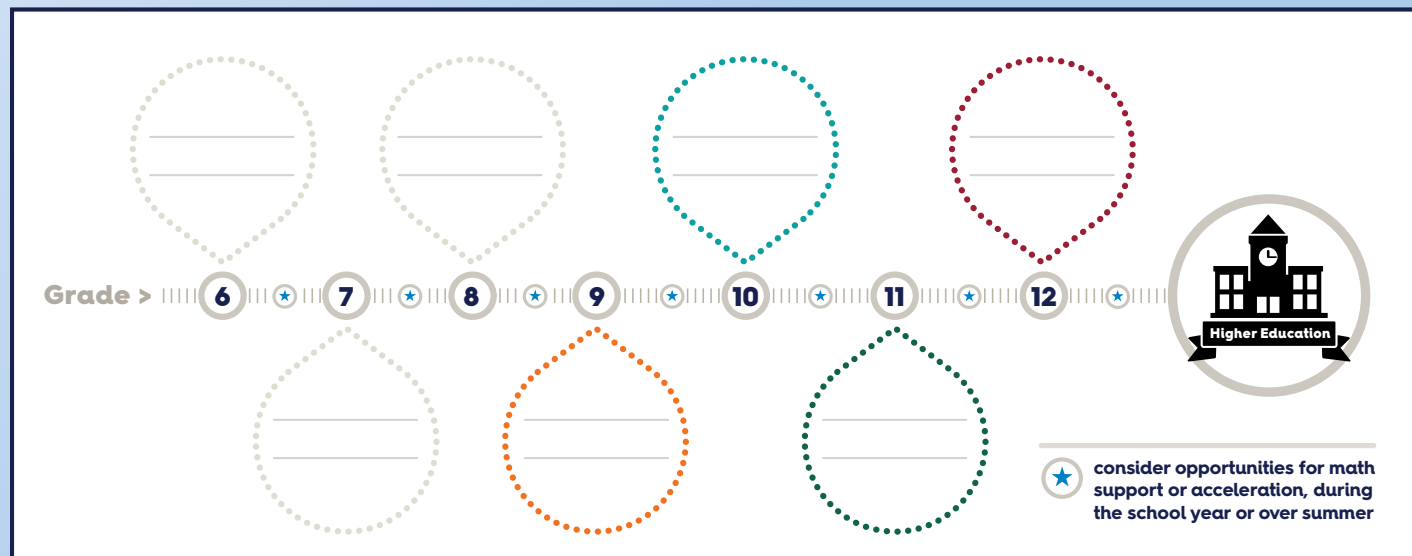 Grade > 6 7 8 9 10 11 12
Higher Education
consider opportunities for math
support or acceleration, during
the school year or over summer